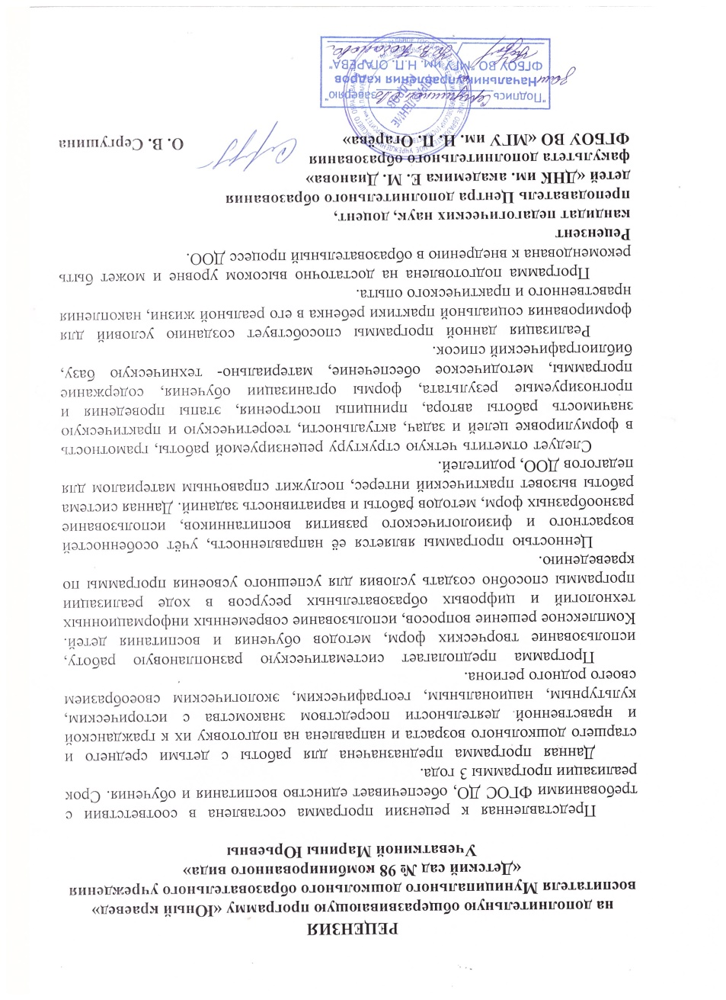 РЕЦЕНЗИЯ
на дополнительную общеразвивающую программу «Юный краевед»
воспитателя Муниципального дошкольного образовательного учреждения
«Детский сад № 98 комбинированного вида»
Учеваткиной Марины Юрьевны
Представленная к рецензии программа составлена в соответствии с
требованиями ФГОС ДО, обеспечивает единство воспитания и обучения. Срок
реализации программы 3 года.
Данная программа предназначена для работы с детьми среднего и
старшего дошкольного возраста и направлена на подготовку их к гражданской
и нравственной деятельности посредством знакомства с историческим,
культурным, национальным, географическим, экологическим своеобразием
своего родного региона.
Программа предполагает систематическую разноплановую работу,
использование творческих форм, методов обучения и воспитания детей.
Комплексное решение вопросов, использование современных информационных
технологий и цифровых образовательных ресурсов в ходе реализации
программы способно создать условия для успешного усвоения программы по
краеведению.
Ценностью программы является её направленность, учёт особенностей
возрастного и физиологического развития воспитанников, использование
разнообразных форм, методов работы и вариативность заданий. Данная система
работы вызовет практический интерес, послужит справочным материалом для
педагогов ДОО, родителей.
Следует отметить четкую структуру рецензируемой работы, грамотность
в формулировке целей и задач, актуальности, теоретическую и практическую
значимость работы автора, принципы построения, этапы проведения и
прогнозируемые результата, формы организации обучения, содержание
программы, методическое обеспечение, материально- техническую базу,
библиографический список.
Реализация данной программы способствует созданию условий для
формирования социальной практики ребенка в его реальной жизни, накопления
нравственного и практического опыта.
Программа подготовлена на достаточно высоком уровне и может быть
рекомендована к внедрению в образовательный процесс ДОО.
Рецензент
кандидат педагогических наук, доцент,
преподаватель Центра дополнительного образования
детей «ДНК им. академика Е. М. Дианова»
факультета дополнительного образования
ФГБОУ ВО «МГУ им. Н. П. Огарёва» О. В. Сергушина
"Подпись заверяю"
Начальник управления кадров
ФГБОУ ВО "МГУ ИМ. Н.П. ОГАРЁВА"
УПРАВЛЕНИЕ
КАДРОВ